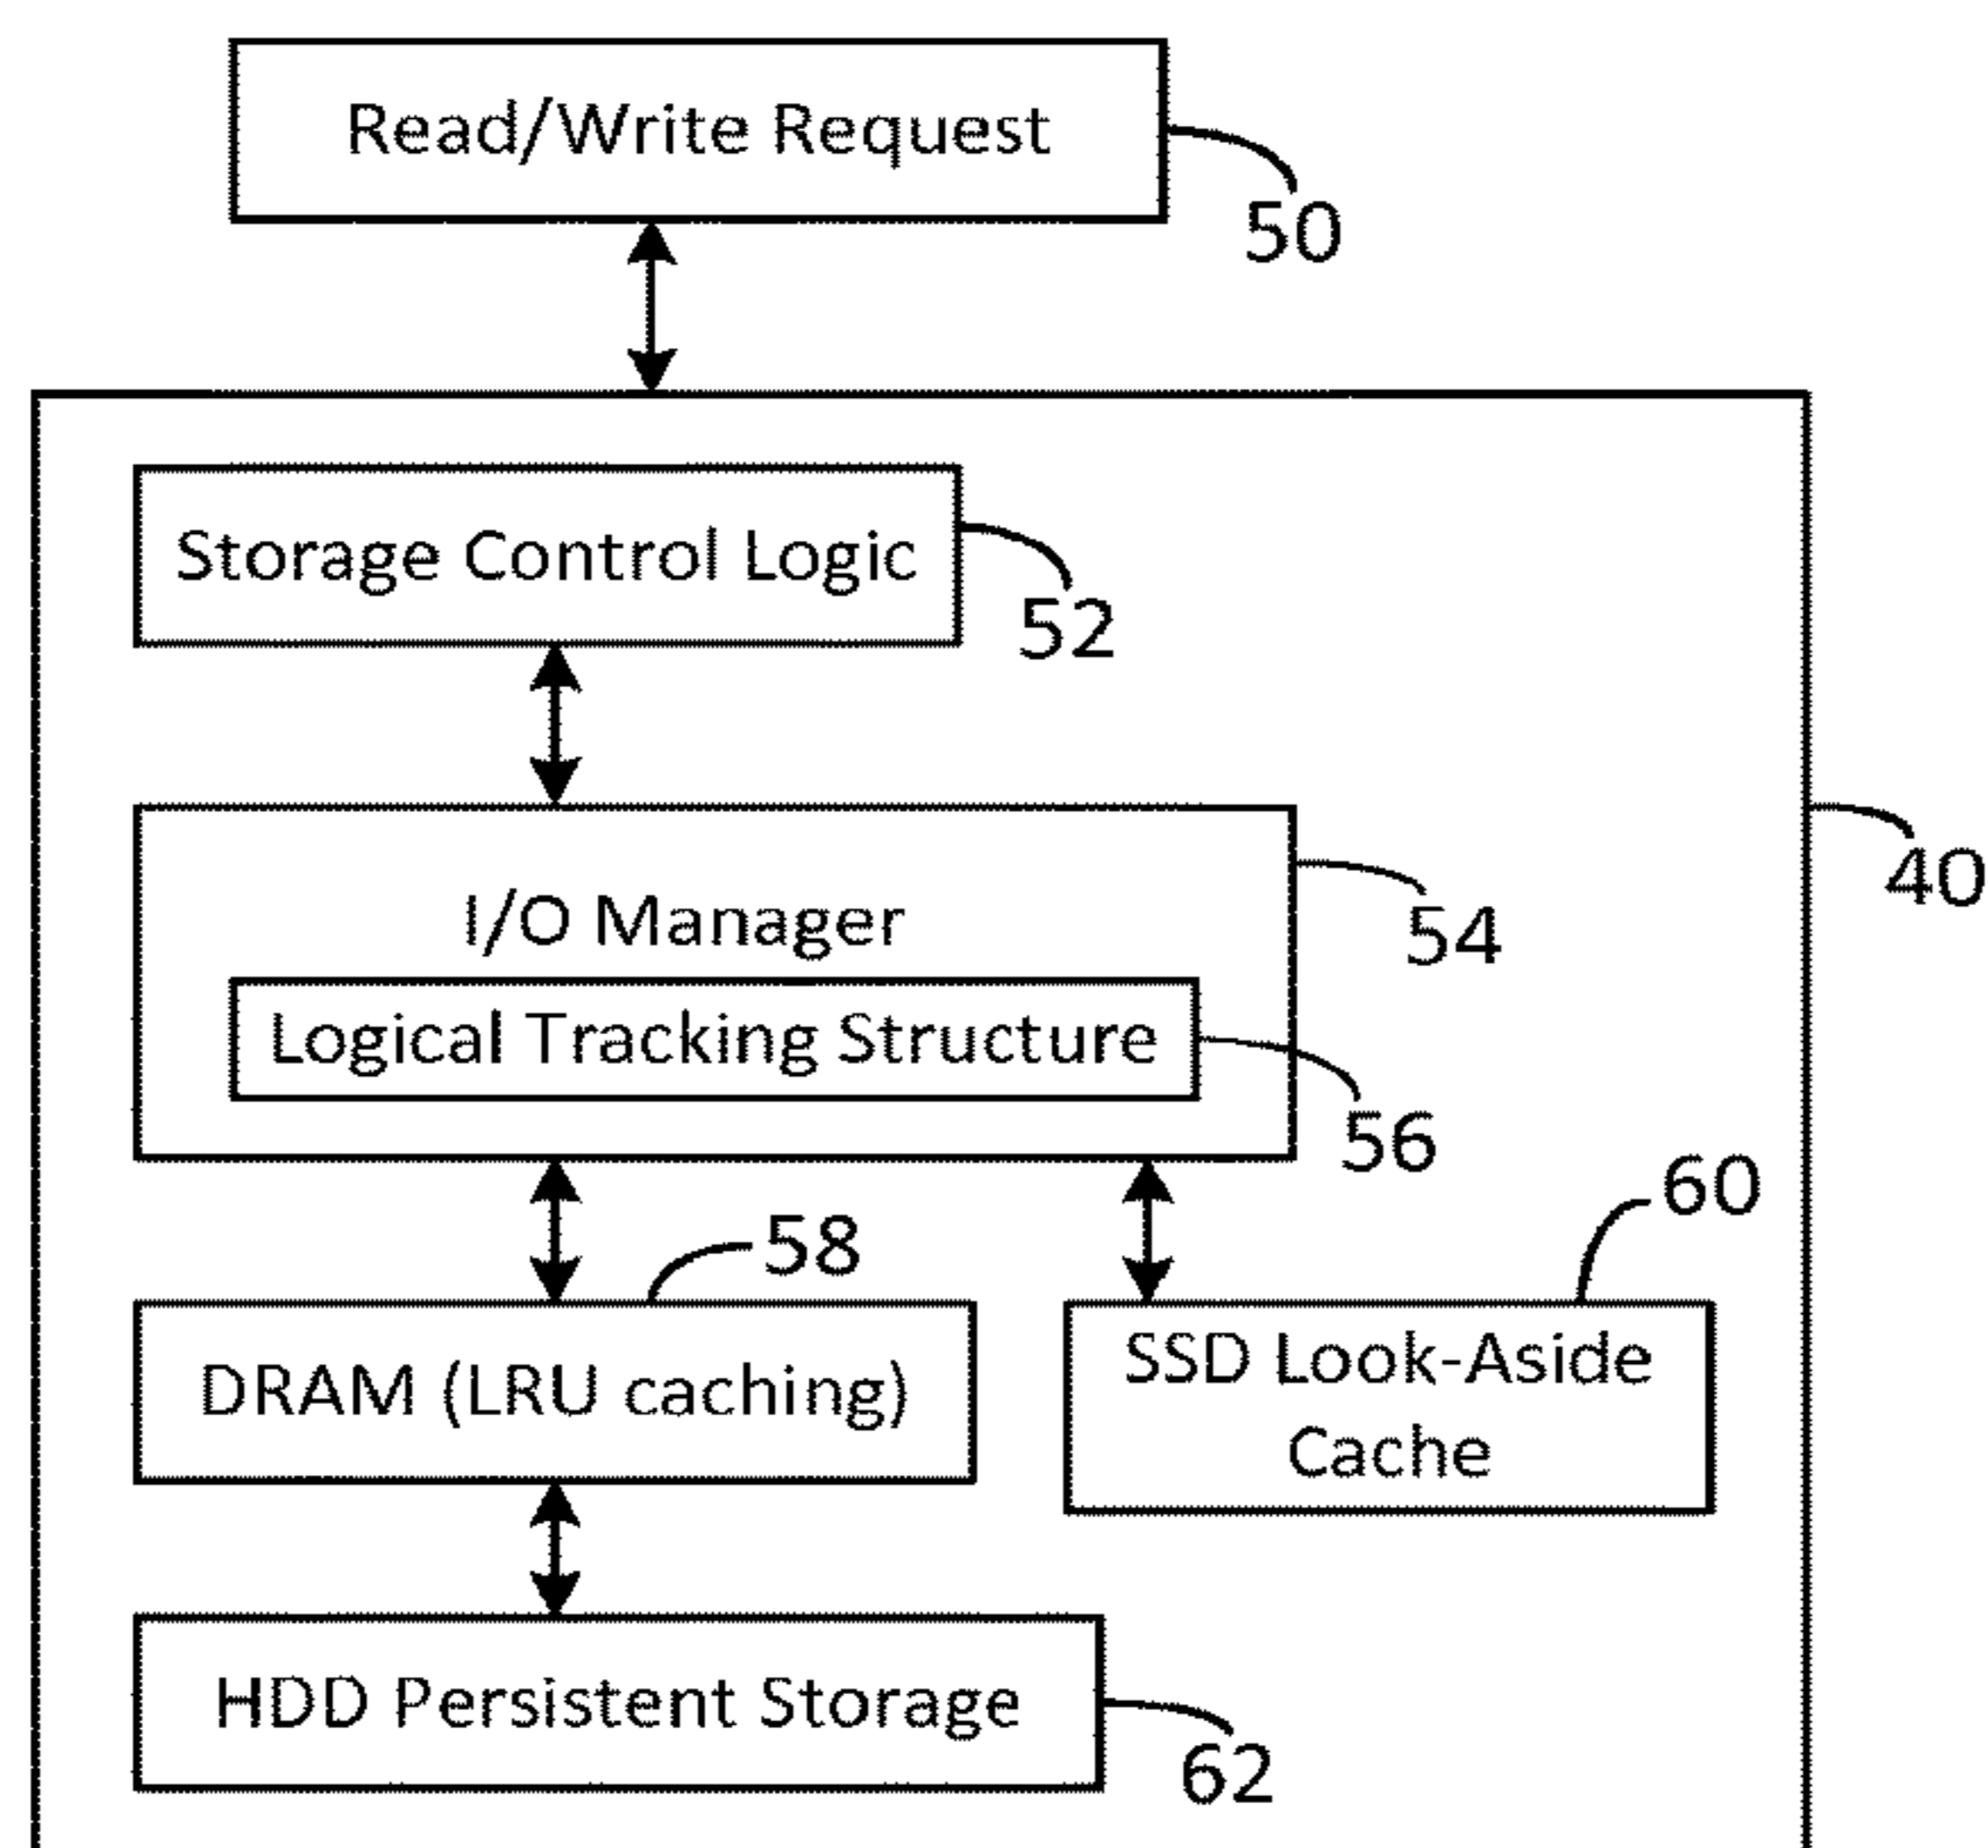 Read/Write Request
50
Storage Control Logic
52
I/O Manager
40
54
Logical Tracking Structure
56
60
58
DRAM (LRU caching)
SSD Look-Aside
Cache
HDD Persistent Storage
62